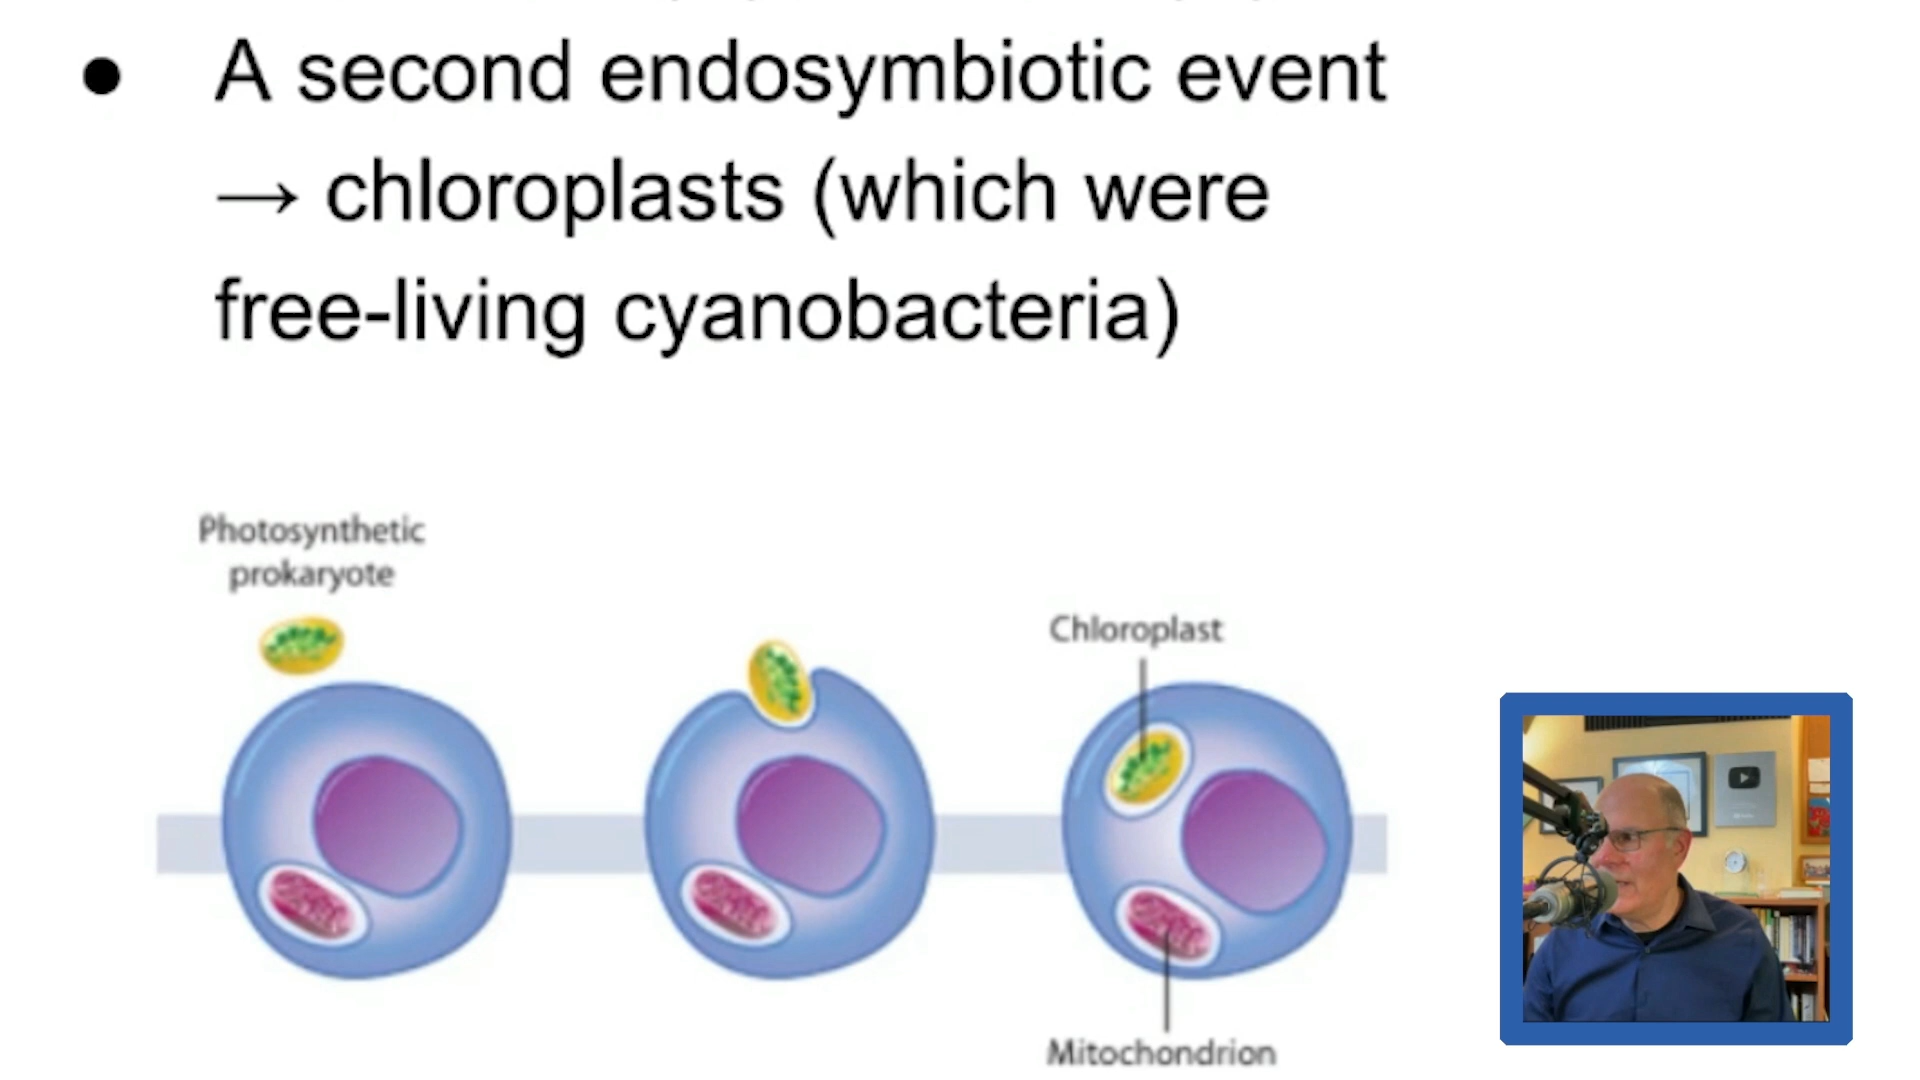 ● A second endosymbiotic event
→ chloroplasts (which were
free-living cyanobacteria)
Photosynthetic
prokaryote
Chloroplast
Mitochondrion